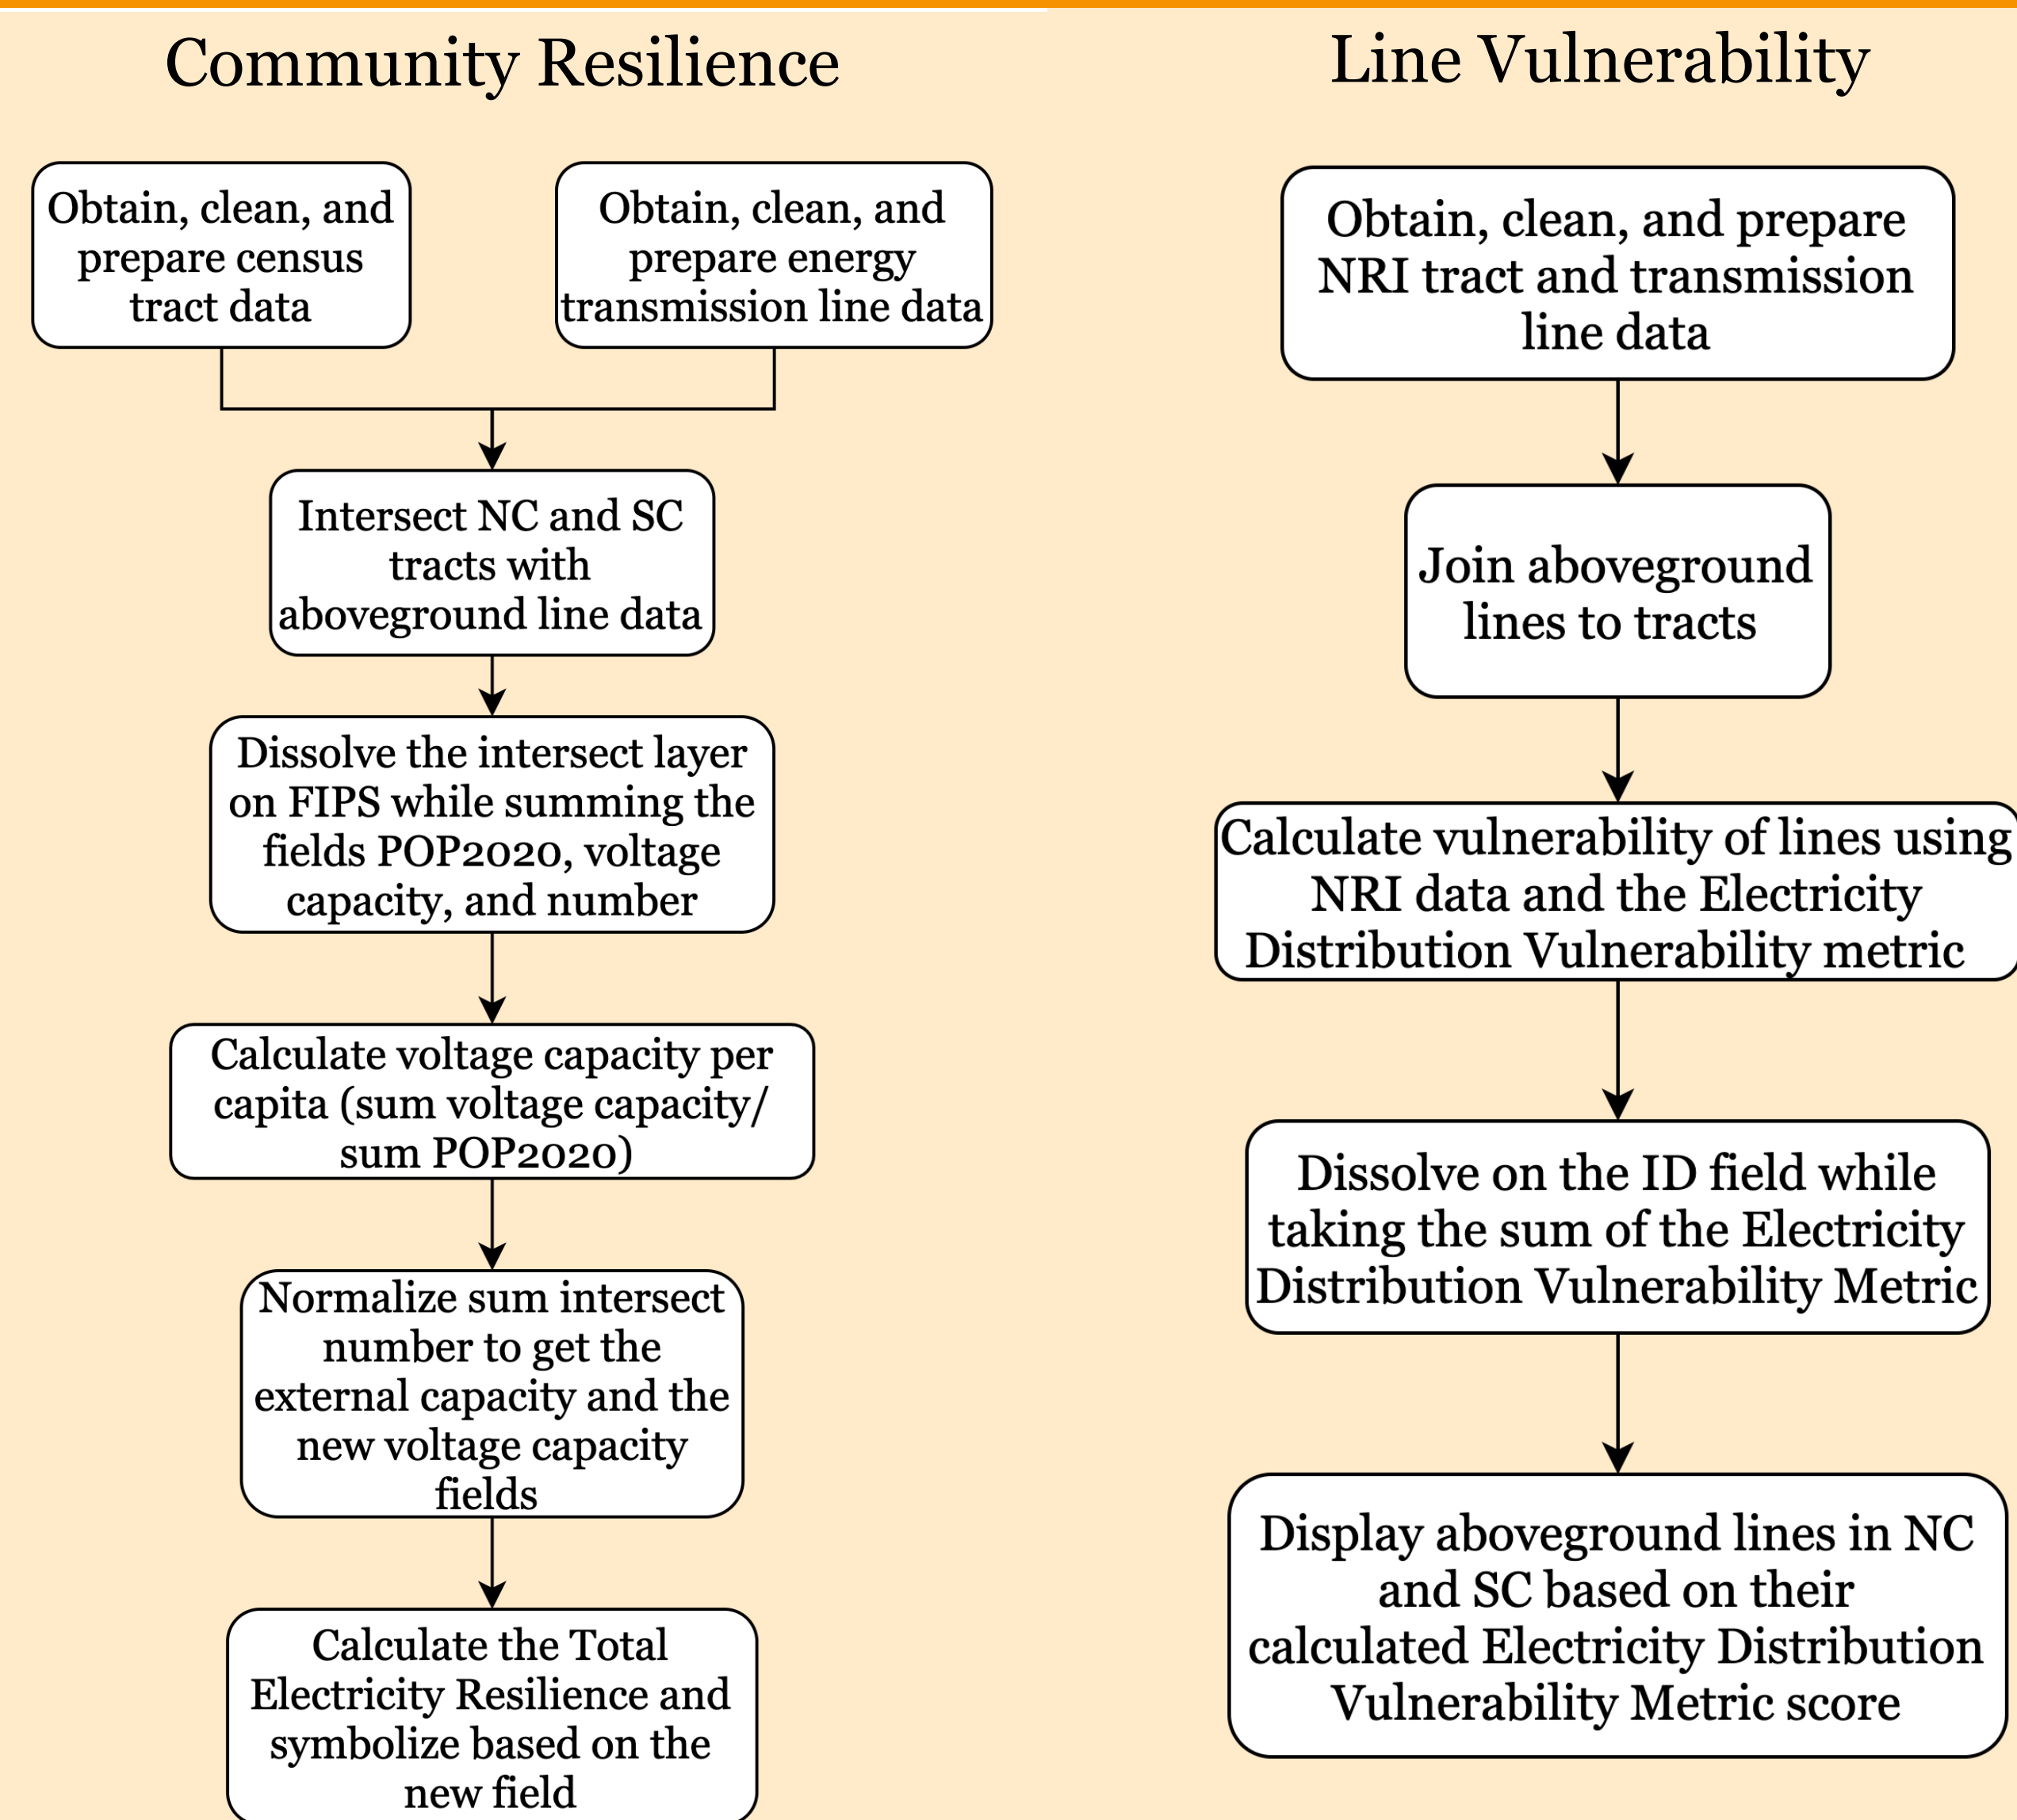 Community Resilience
Obtain, clean, and
prepare census
tract data
Obtain, clean, and
prepare energy
transmission line data
Intersect NC and SC
tracts with
aboveground line data
Dissolve the intersect layer
on FIPS while summing the
fields POP2020, voltage
capacity, and number
Calculate voltage capacity per
capita (sum voltage capacity/
sum POP2020)
Normalize sum intersect
number to get the
external capacity and the
new voltage capacity
fields
Calculate the Total
Electricity Resilience and
symbolize based on the
new field
Line Vulnerability
Obtain, clean, and prepare
NRI tract and transmission
line data
Join aboveground
lines to tracts
Calculate vulnerability of lines using
NRI data and the Electricity
Distribution Vulnerability metric
Dissolve on the ID field while
taking the sum of the Electricity
Distribution Vulnerability Metric
Display aboveground lines in NC
and SC based on their
calculated Electricity Distribution
Vulnerability Metric score